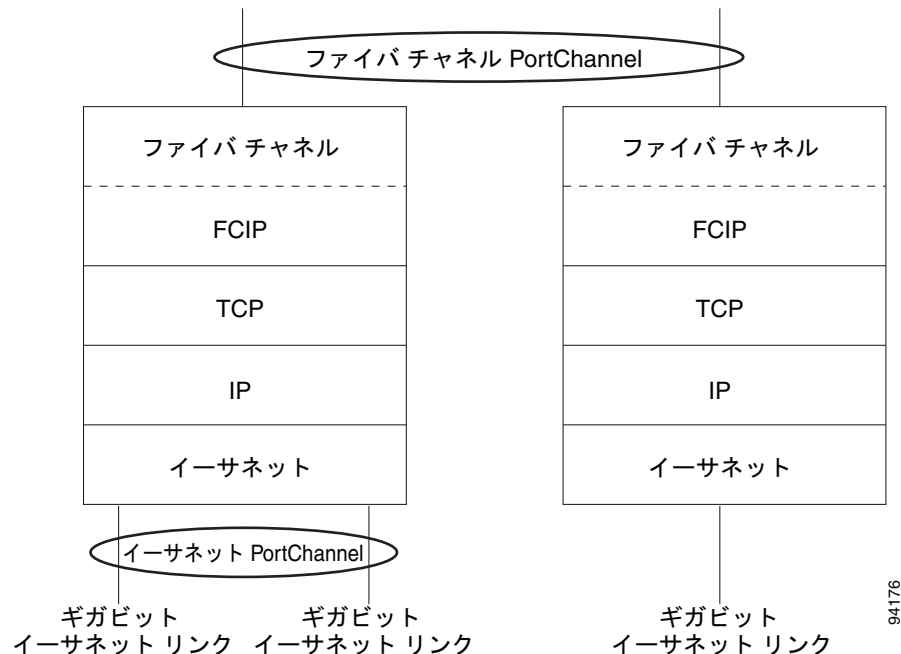 ファイバ チャネル PortChannel
ファイバ チャネル
FCIP
TCP
IP
イーサネット
ファイバ チャネル
FCIP
TCP
IP
イーサネット
イーサネット PortChannel
ギガビット
イーサネット リンク
ギガビット
イーサネット リンク
ギガビット
イーサネット リンク
94176